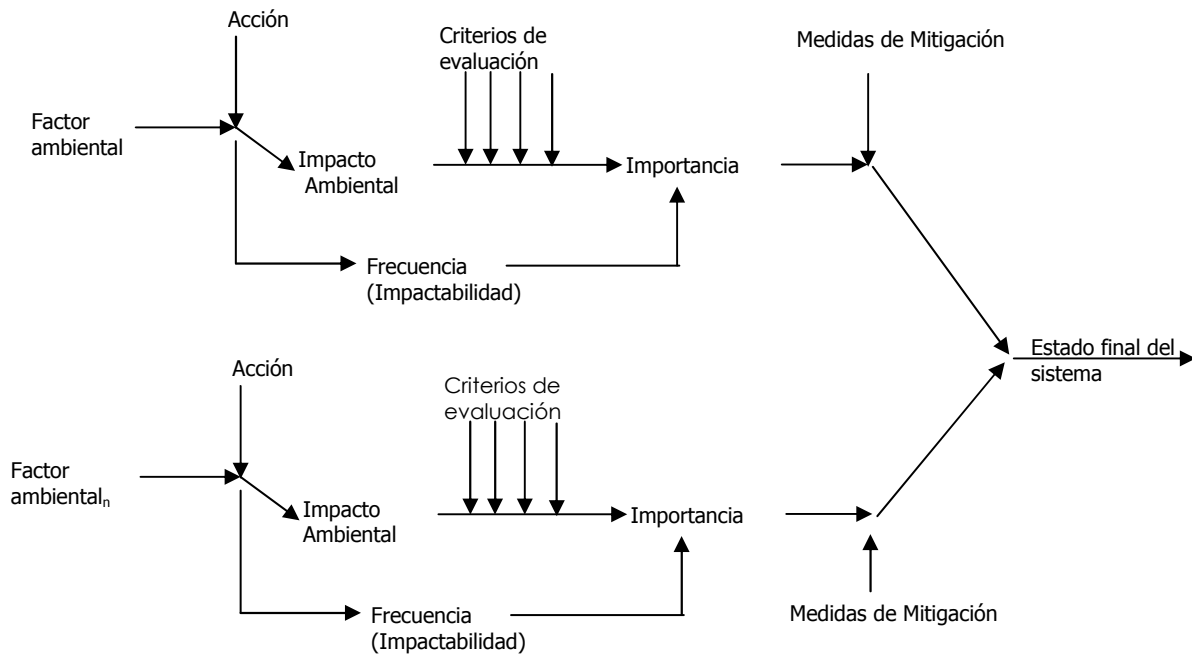 Acción
Criterios de
evaluación
Medidas de Mitigación
Factor
ambiental
Impacto
Ambiental
Importancia
Frecuencia
(Impactabilidad)
Estado final del
sistema
Acción
Criterios de
evaluación
Factor
ambientalₙ
Impacto
Ambiental
Importancia
Frecuencia
(Impactabilidad)
Medidas de Mitigación